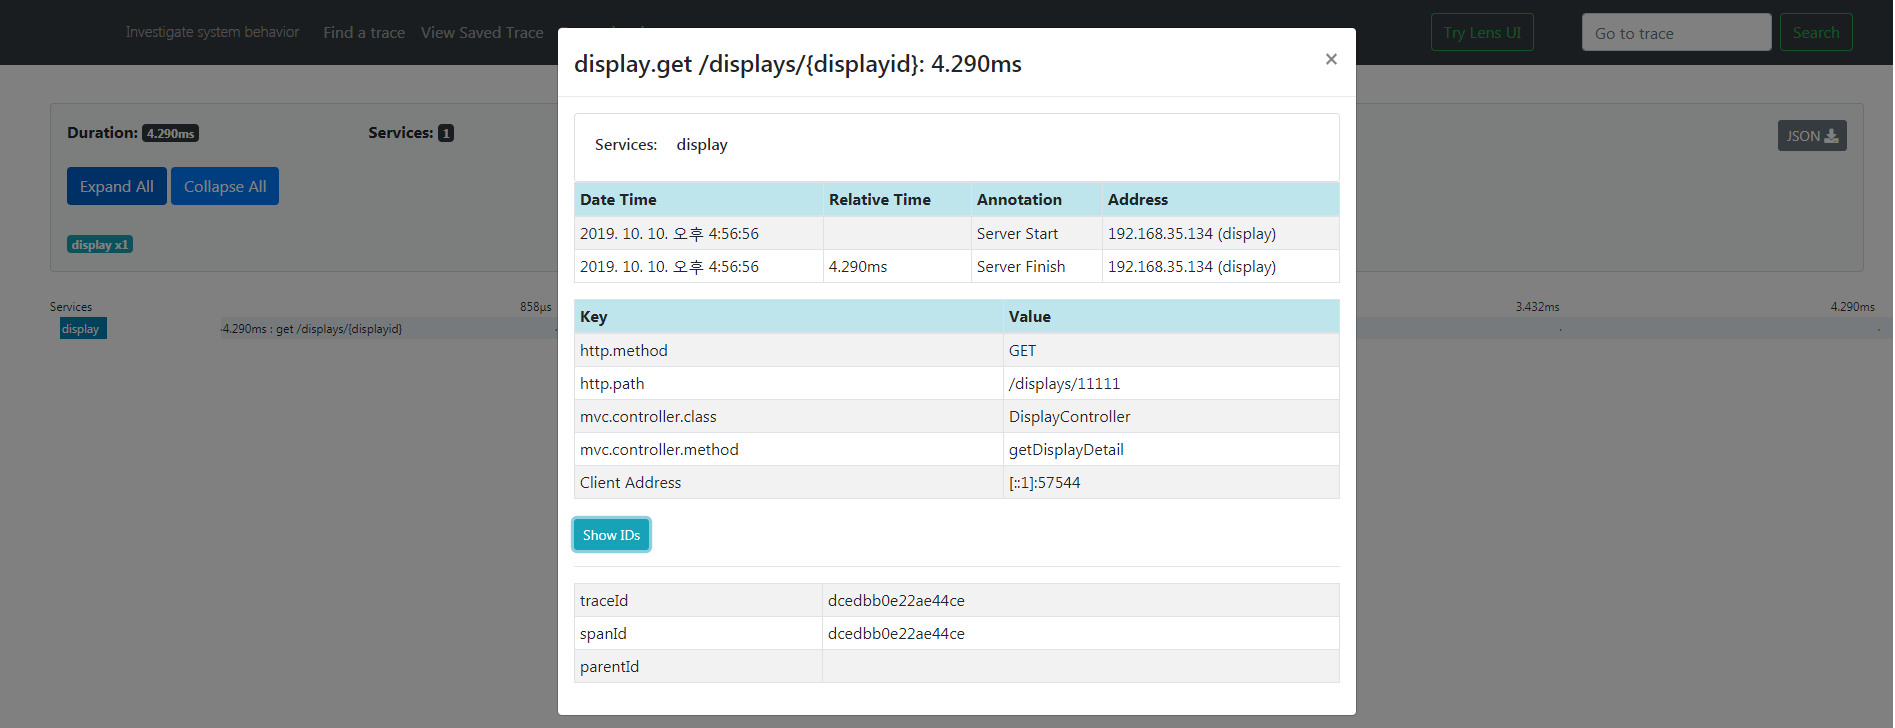 Investigate system behavior Find a trace View Saved Trace Try Lens UI Go to trace Search
display.get /displays/{displayid}: 4.290ms ×
Duration: 4.290ms Services: 1 JSON
Expand All Collapse All
display x1
Services 858μs 3.432ms 4.290ms
display 4.290ms : get /displays/{displayid}
Services: display
Date Time Relative Time Annotation Address
2019. 10. 10. 오후 4:56:56 Server Start 192.168.35.134 (display)
2019. 10. 10. 오후 4:56:56 4.290ms Server Finish 192.168.35.134 (display)
Key Value
http.method GET
http.path /displays/11111
mvc.controller.class DisplayController
mvc.controller.method getDisplayDetail
Client Address [::1]:57544
Show IDs
traceId dcedbb0e22ae44ce
spanId dcedbb0e22ae44ce
parentId